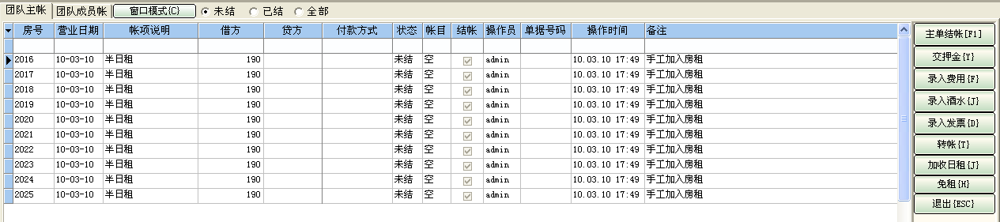 团队主帐 团队成员帐 窗口模式{C} 未结 已结 全部
房号 营业日期 帐项说明 借方 贷方 付款方式 状态 帐目 结帐 操作员 单据号码 操作时间 备注
2016 10-03-10 半日租 190 未结 空 admin 10.03.10 17:49 手工加入房租
2017 10-03-10 半日租 190 未结 空 admin 10.03.10 17:49 手工加入房租
2018 10-03-10 半日租 190 未结 空 admin 10.03.10 17:49 手工加入房租
2019 10-03-10 半日租 190 未结 空 admin 10.03.10 17:49 手工加入房租
2020 10-03-10 半日租 190 未结 空 admin 10.03.10 17:49 手工加入房租
2021 10-03-10 半日租 190 未结 空 admin 10.03.10 17:49 手工加入房租
2022 10-03-10 半日租 190 未结 空 admin 10.03.10 17:49 手工加入房租
2023 10-03-10 半日租 190 未结 空 admin 10.03.10 17:49 手工加入房租
2024 10-03-10 半日租 190 未结 空 admin 10.03.10 17:49 手工加入房租
2025 10-03-10 半日租 190 未结 空 admin 10.03.10 17:49 手工加入房租
主单结帐[F1]
交押金{Y}
录入费用{F}
录入酒水{J}
录入发票{D}
转帐{T}
加收日租{J}
免租{H}
退出{ESC}